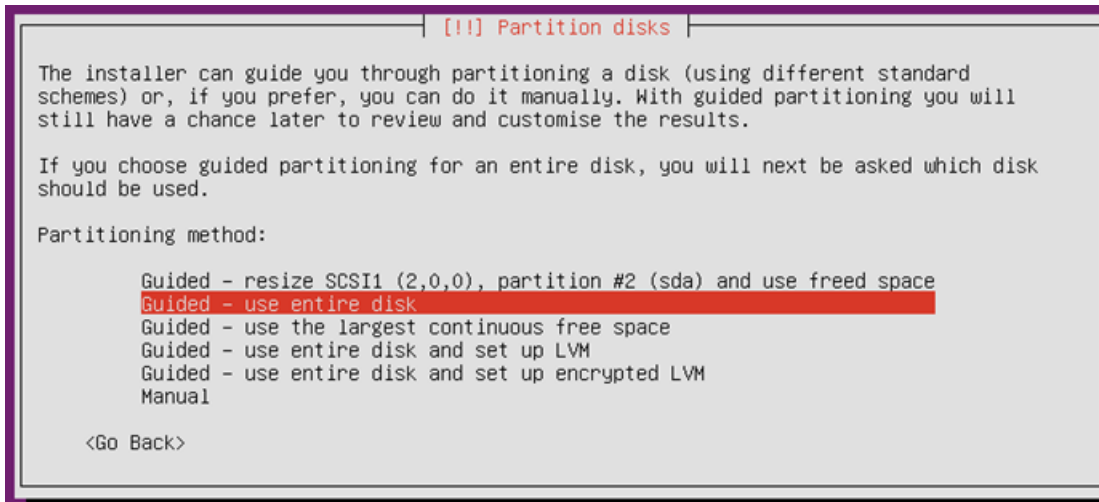 [!!] Partition disks
The installer can guide you through partitioning a disk (using different standard
schemes) or, if you prefer, you can do it manually. With guided partitioning you will
still have a chance later to review and customise the results.
If you choose guided partitioning for an entire disk, you will next be asked which disk
should be used.
Partitioning method:
Guided - resize SCSI1 (2,0,0), partition #2 (sda) and use freed space
Guided - use entire disk
Guided - use the largest continuous free space
Guided - use entire disk and set up LVM
Guided - use entire disk and set up encrypted LVM
Manual
<Go Back>